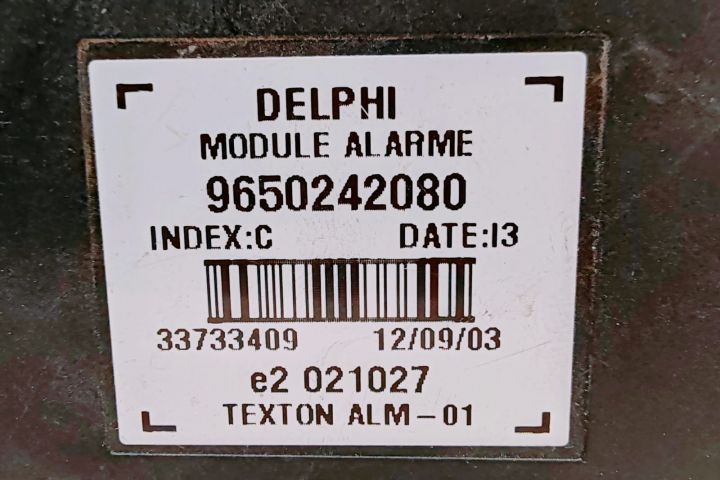 DELPHI
MODULE ALARME
9650242080
INDEX:C DATE:I3
33733409 12/09/03
e2 021027
TEXTON ALM-01